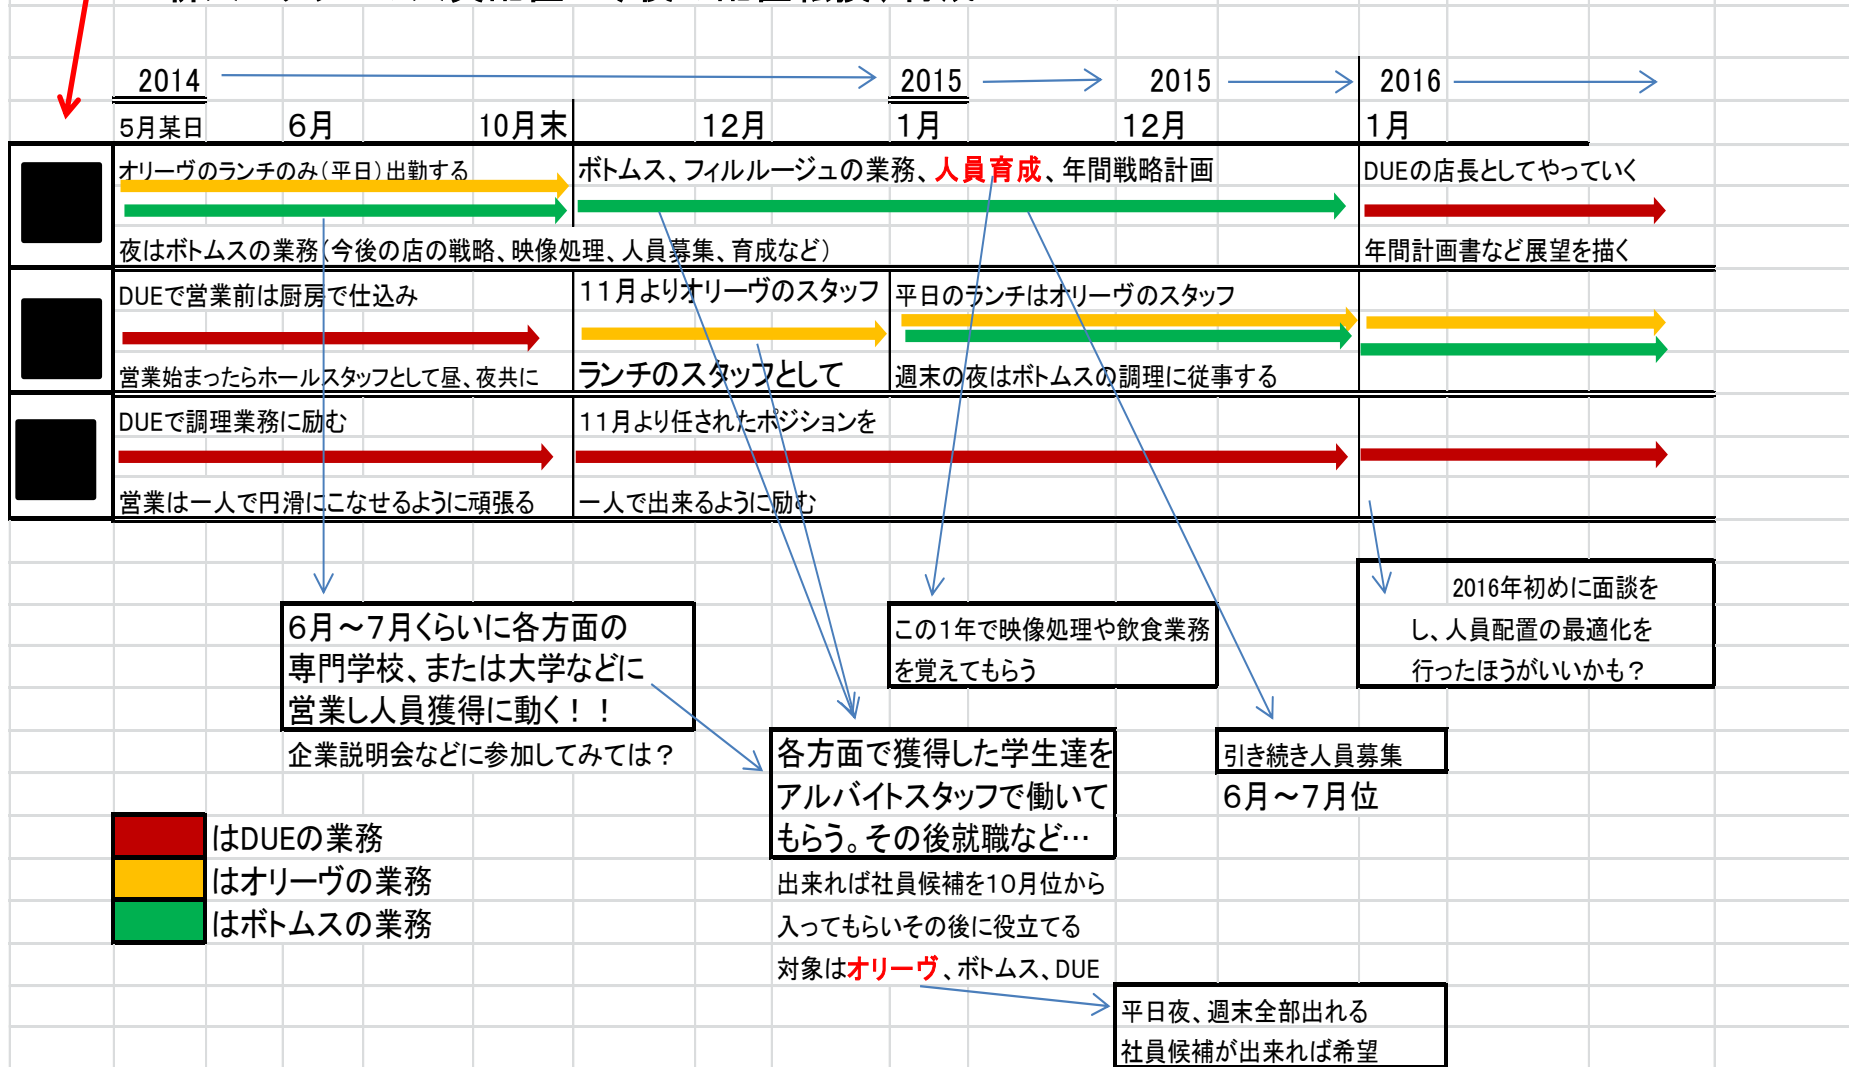 2014 2015 2015 2016
5月某日 6月 10月末 12月 1月 12月 1月
オリーヴのランチのみ(平日)出勤する
ボトムス、フィルルージュの業務、人員育成、年間戦略計画
DUEの店長としてやっていく
夜はボトムスの業務(今後の店の戦略、映像処理、人員募集、育成など)
年間計画書など展望を描く
DUEで営業前は厨房で仕込み
11月よりオリーヴのスタッフ
平日のランチはオリーヴのスタッフ
営業始まったらホールスタッフとして昼、夜共に
ランチのスタッフとして
週末の夜はボトムスの調理に従事する
DUEで調理業務に励む
11月より任されたポジションを
営業は一人で円滑にこなせるように頑張る
一人で出来るように励む
6月～7月くらいに各方面の
専門学校、または大学などに
営業し人員獲得に動く！！
企業説明会などに参加してみては？
この1年で映像処理や飲食業務
を覚えてもらう
2016年初めに面談を
し、人員配置の最適化を
行ったほうがいいかも？
各方面で獲得した学生達を
アルバイトスタッフで働いて
もらう。その後就職など…
引き続き人員募集
6月～7月位
はDUEの業務
はオリーヴの業務
はボトムスの業務
出来れば社員候補を10月位から
入ってもらいその後に役立てる
対象はオリーヴ、ボトムス、DUE
平日夜、週末全部出れる
社員候補が出来れば希望